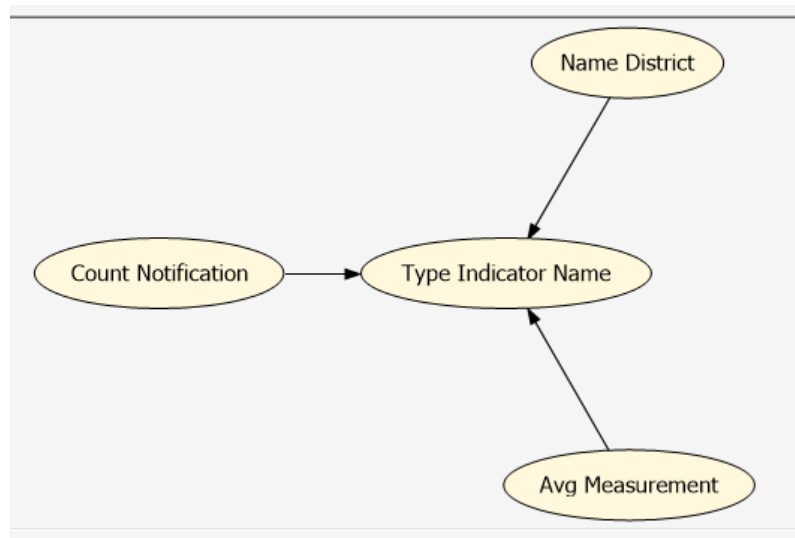 Name District
Count Notification
Type Indicator Name
Avg Measurement